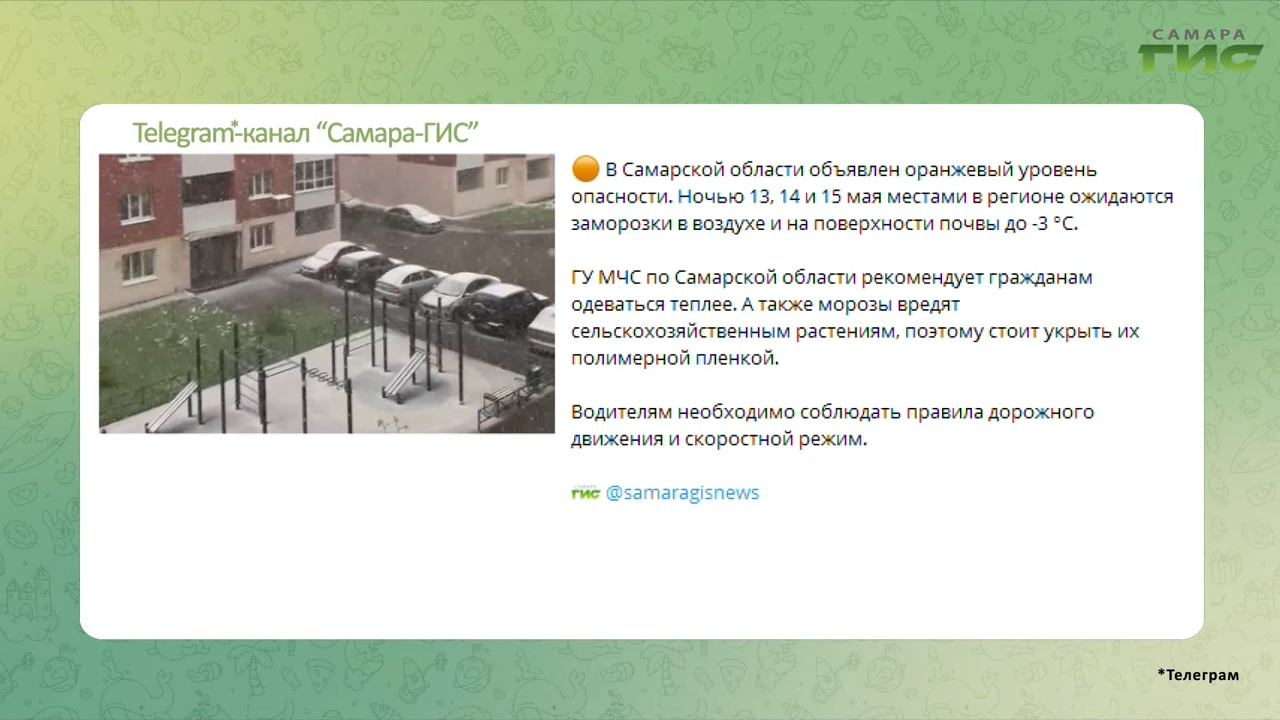 САМАРА
ГИС
Telegram*-канал “Самара-ГИС”
В Самарской области объявлен оранжевый уровень
опасности. Ночью 13, 14 и 15 мая местами в регионе ожидаются
заморозки в воздухе и на поверхности почвы до -3 °C.
ГУ МЧС по Самарской области рекомендует гражданам
одеваться теплее. А также морозы вредят
сельскохозяйственным растениям, поэтому стоит укрыть их
полимерной пленкой.
Водителям необходимо соблюдать правила дорожного
движения и скоростной режим.
САМАРА
ГИС @samaragisnews
*Телеграм